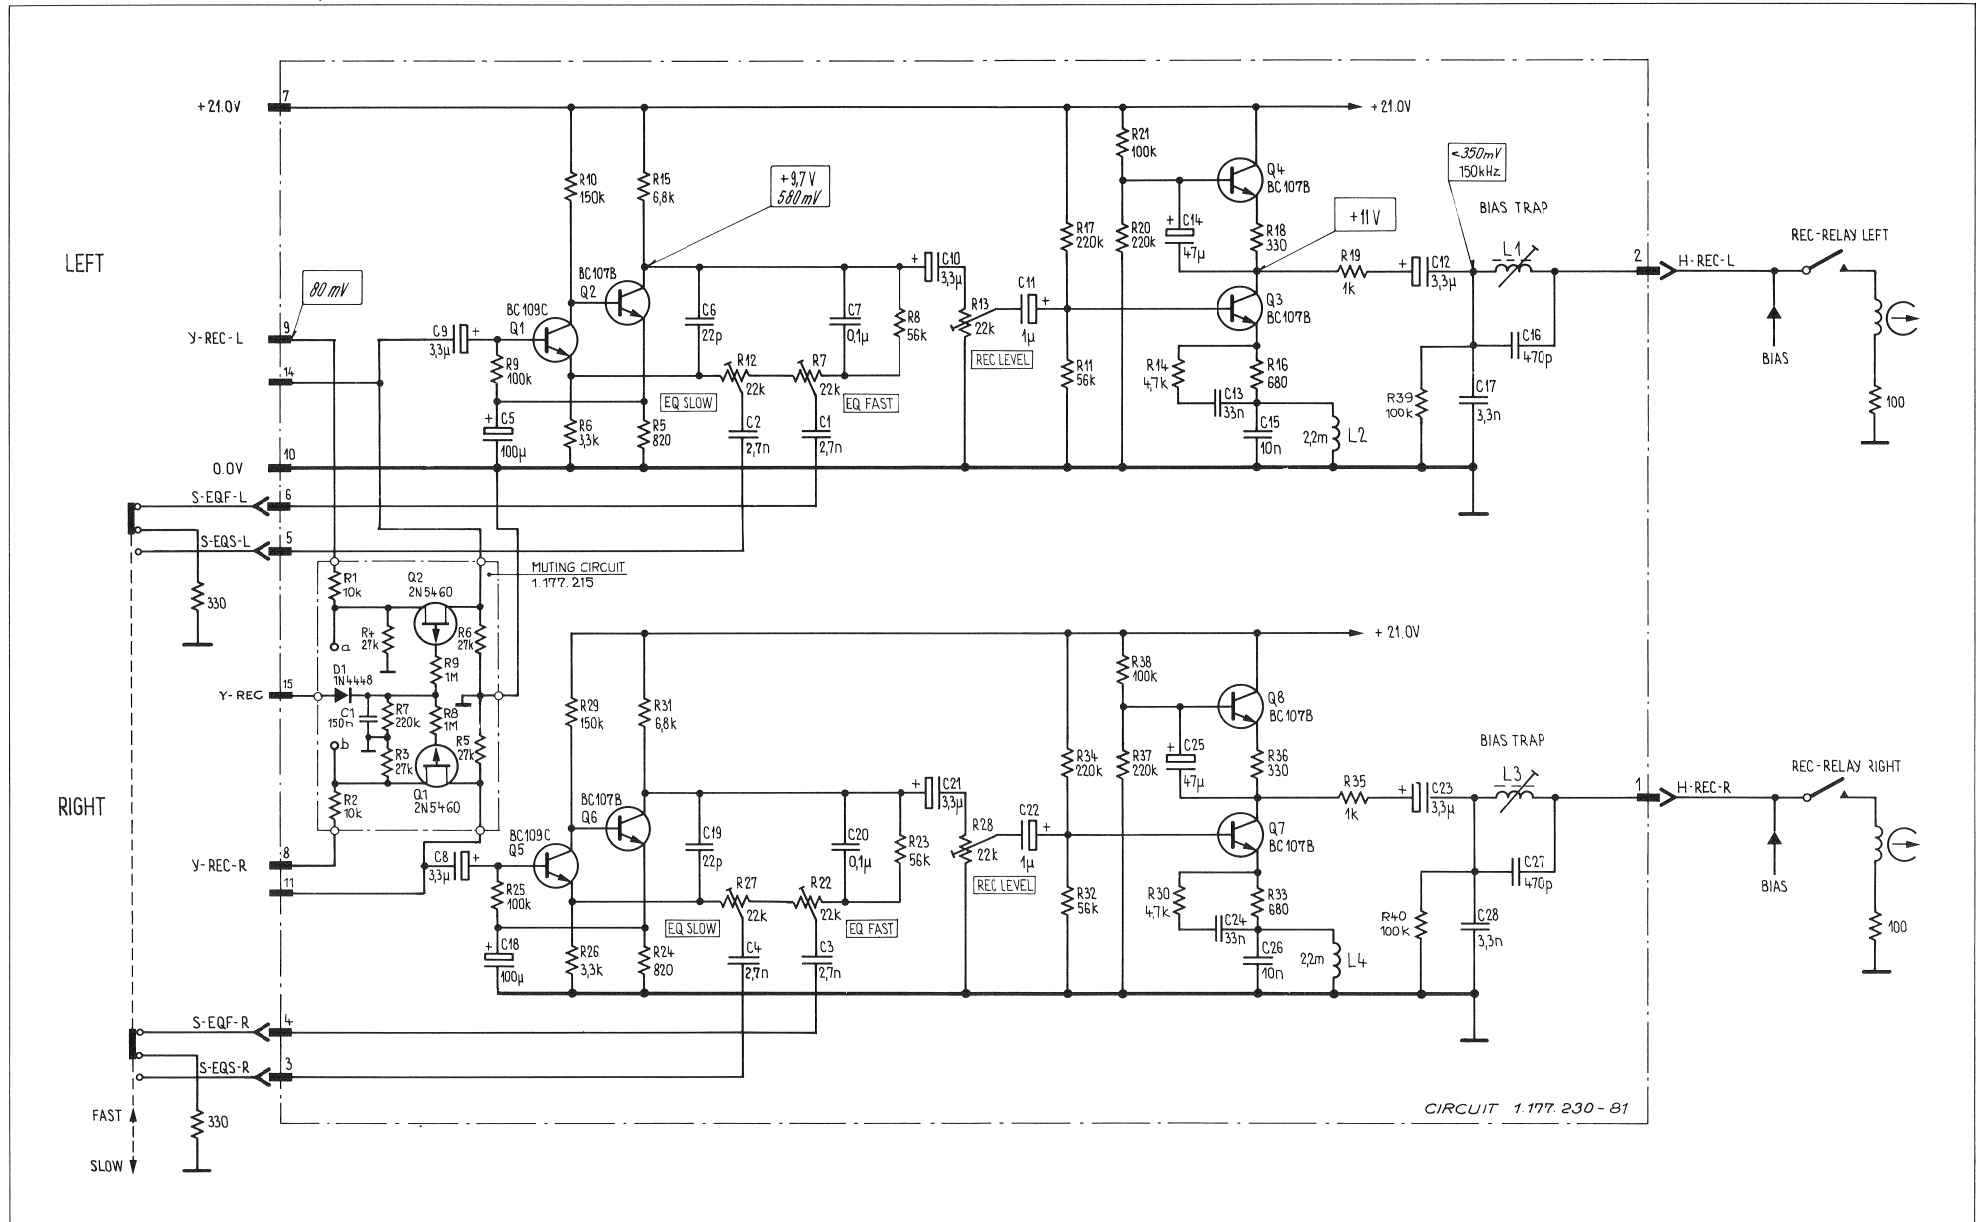 +21.0V
7
+21.0V
R10
150k
R15
6,8k
+9,7V
580mV
R21
100k
Q4
BC107B
<350mV
150kHz
BIAS TRAP
R17
220k
R20
220k
+
C14
47µ
R18
330
+11V
REC-RELAY LEFT
LEFT
80mV
BC107B
Q2
C10
3,3µ
R19
1k
+
C12
3,3µ
L1
2
H-REC-L
BC109C
Q1
C6
22p
C7
0,1µ
R8
56k
R13
22k
REC LEVEL
C11
+
1µ
Q3
BC107B
Y-REC-L
9
C9
+
3,3µ
14
R9
100k
R12
22k
R7
22k
R11
56k
R14
4,7k
R16
680
C16
470p
BIAS
EQ SLOW
EQ FAST
C13
33n
R39
100k
C17
3,3n
100
+
C5
100µ
R6
3,3k
R5
820
C2
2,7n
C1
2,7n
C15
10n
2,2m
L2
0.0V
10
S-EQF-L
6
S-EQS-L
5
330
R1
10k
Q2
2N5460
MUTING CIRCUIT
1.177.215
R4
27k
R6
27k
a
R9
1M
D1
1N4448
Y-REC
15
C1
150n
R7
220k
R8
1M
b
R3
27k
R5
27k
R2
10k
Q1
2N5460
+21.0V
R29
150k
R31
6,8k
R38
100k
Q8
BC107B
R34
220k
R37
220k
+
C25
47µ
R36
330
BIAS TRAP
REC-RELAY RIGHT
RIGHT
BC107B
Q6
C21
3,3µ
R35
1k
+
C23
3,3µ
L3
1
H-REC-R
BC109C
Q5
C19
22p
C20
0,1µ
R23
56k
R28
22k
REC LEVEL
C22
+
1µ
Q7
BC107B
Y-REC-R
8
C8
+
3,3µ
11
R25
100k
R27
22k
R22
22k
R32
56k
R30
4,7k
R33
680
C27
470p
BIAS
EQ SLOW
EQ FAST
C24
33n
R40
100k
C28
3,3n
100
+
C18
100µ
R26
3,3k
R24
820
C4
2,7n
C3
2,7n
C26
10n
2,2m
L4
S-EQF-R
4
S-EQS-R
3
FAST
330
SLOW
CIRCUIT 1.177.230-81